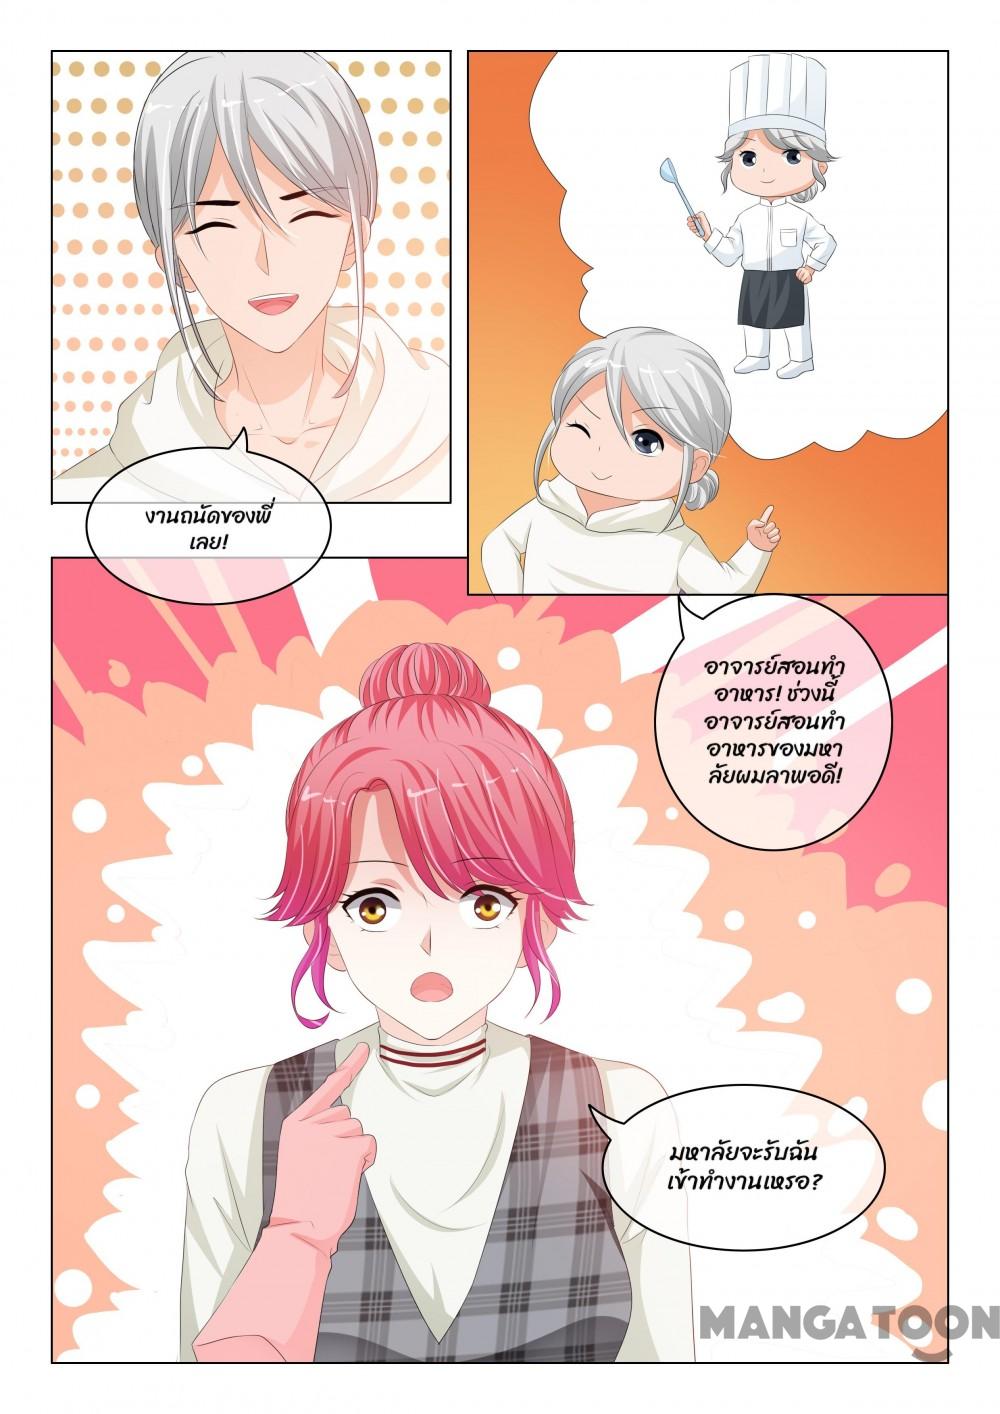 งานถนัดของพี่
เลย!
อาจารย์สอนทำ
อาหาร! ช่วงนี้
อาจารย์สอนทำ
อาหารของมหา
ลัยผมลาพอดี!
มหาลัยจะรับฉัน
เข้าทำงานเหรอ?
MANGATOON